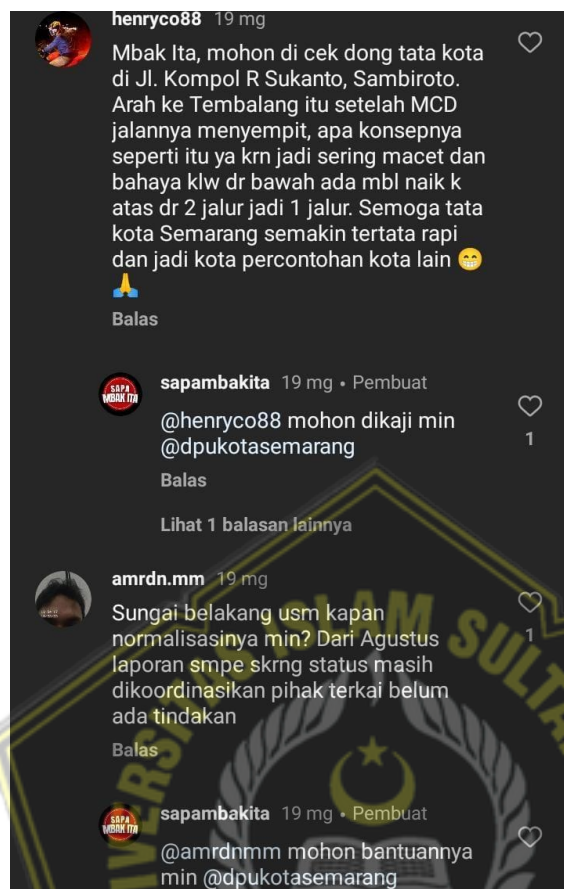 henryco88 19 mg
Mbak Ita, mohon di cek dong tata kota
di Jl. Kompol R Sukanto, Sambiroto.
Arah ke Tembalang itu setelah MCD
jalannya menyempit, apa konsepnya
seperti itu ya krn jadi sering macet dan
bahaya klw dr bawah ada mbl naik k
atas dr 2 jalur jadi 1 jalur. Semoga tata
kota Semarang semakin tertata rapi
dan jadi kota percontohan kota lain 😁
🙏
Balas
SAPA
MBAK ITA
sapambakita 19 mg • Pembuat
@henryco88 mohon dikaji min
@dpukotasemarang
1
Balas
Lihat 1 balasan lainnya
amrdn.mm 19 mg
Sungai belakang usm kapan
normalisasinya min? Dari Agustus
1
laporan smpe skrng status masih
dikoordinasikan pihak terkai belum
ada tindakan
Balas
SAPA
MBAK ITA
sapambakita 19 mg • Pembuat
@amrdnmm mohon bantuannya
min @dpukotasemarang
IVERSITAS ISLAM SULTA